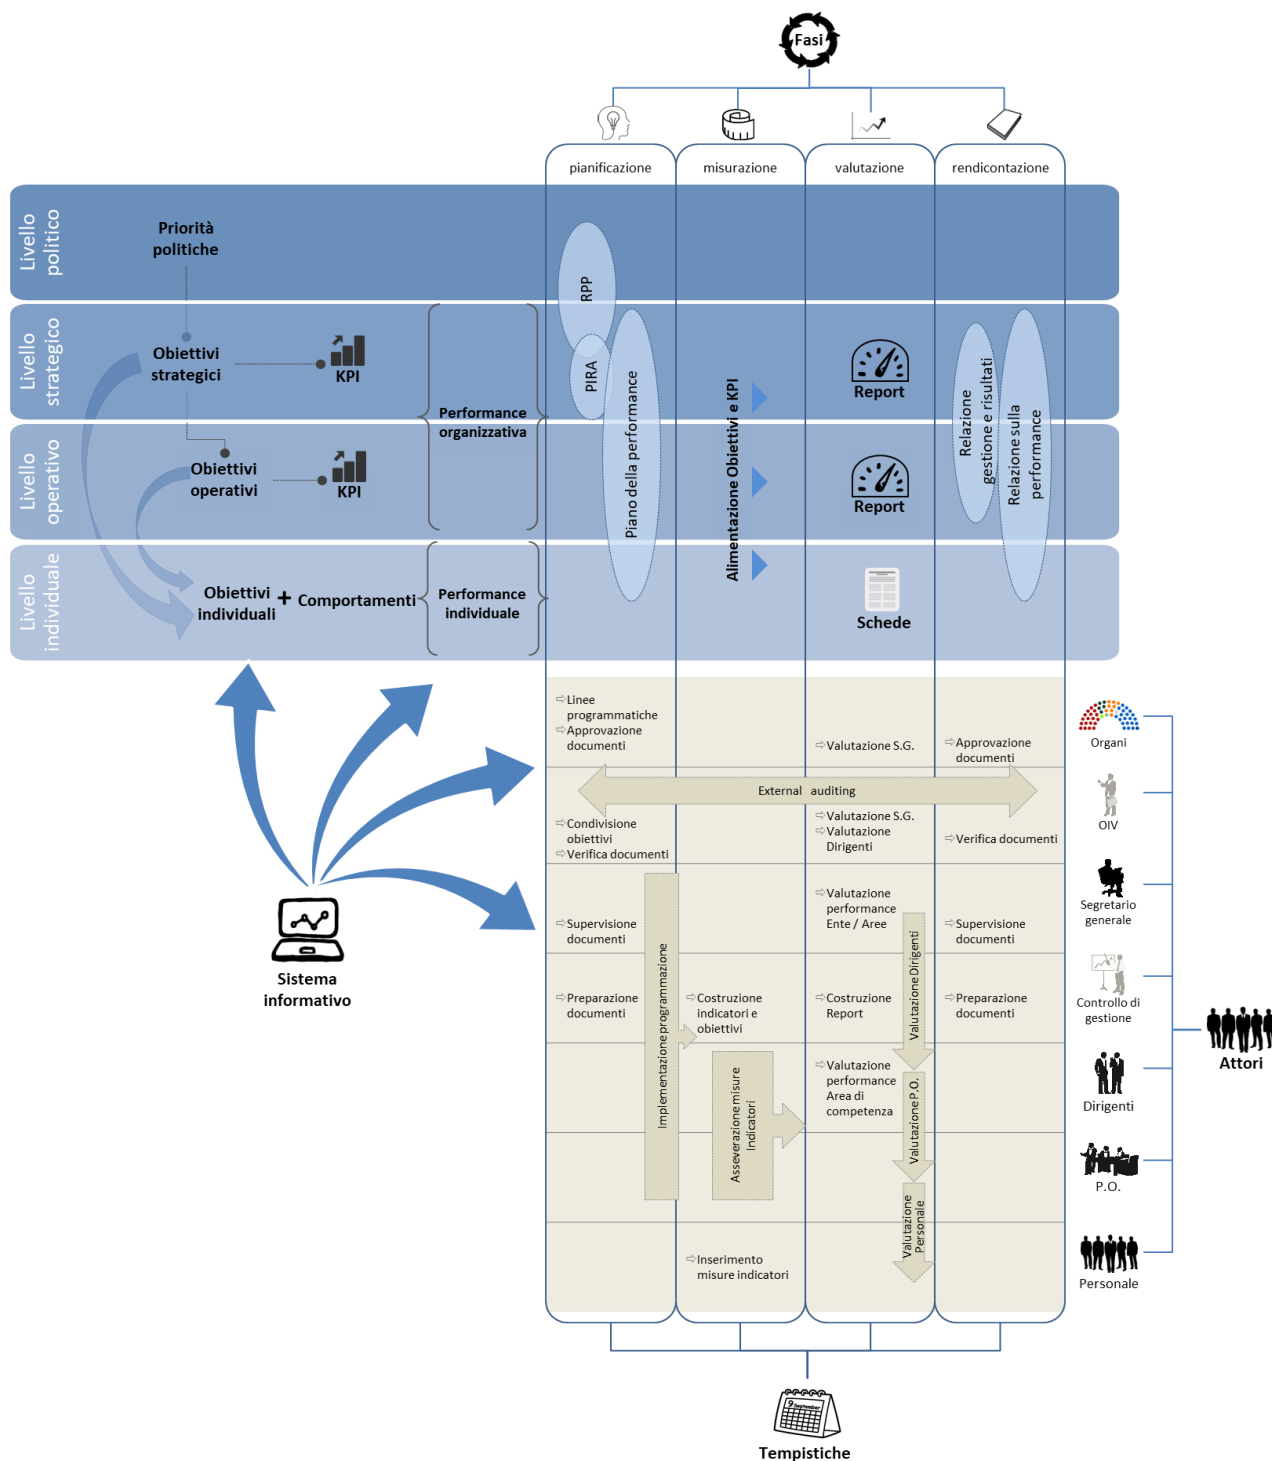 Fasi
pianificazione
misurazione
valutazione
rendicontazione
Livello
politico
Priorità
politiche
RPP
Livello
strategico
Obiettivi
strategici
KPI
PIRA
Piano della performance
Performance
organizzativa
Alimentazione Obiettivi e KPI
Report
Relazione
gestione e risultati
Relazione sulla
performance
Livello
operativo
Obiettivi
operativi
KPI
Report
Livello
individuale
Obiettivi
individuali
+
Comportamenti
Performance
individuale
Schede
Linee
programmatiche
Approvazione
documenti
Valutazione S.G.
Approvazione
documenti
Organi
External auditing
Condivisione
obiettivi
Verifica documenti
Valutazione S.G.
Valutazione
Dirigenti
Verifica documenti
OIV
Supervisione
documenti
Valutazione
performance
Ente / Aree
Supervisione
documenti
Segretario
generale
Sistema
informativo
Implementazione programmazione
Preparazione
documenti
Costruzione
indicatori e
obiettivi
Costruzione
Report
Valutazione Dirigenti
Preparazione
documenti
Controllo di
gestione
Attori
Asseverazione misure
Indicatori
Valutazione
performance
Area di
competenza
Valutazione P.O.
Dirigenti
P.O.
Valutazione
Personale
Inserimento
misure indicatori
Personale
9 September
Tempistiche